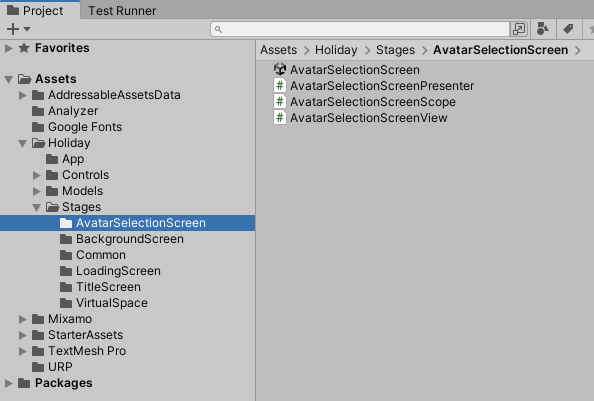 Project Test Runner
Favorites
Assets
AddressableAssetsData
Analyzer
Google Fonts
Holiday
App
Controls
Models
Stages
AvatarSelectionScreen
BackgroundScreen
Common
LoadingScreen
TitleScreen
VirtualSpace
Mixamo
StarterAssets
TextMesh Pro
URP
Packages
Assets > Holiday > Stages > AvatarSelectionScreen >
AvatarSelectionScreen
# AvatarSelectionScreenPresenter
# AvatarSelectionScreenScope
# AvatarSelectionScreenView